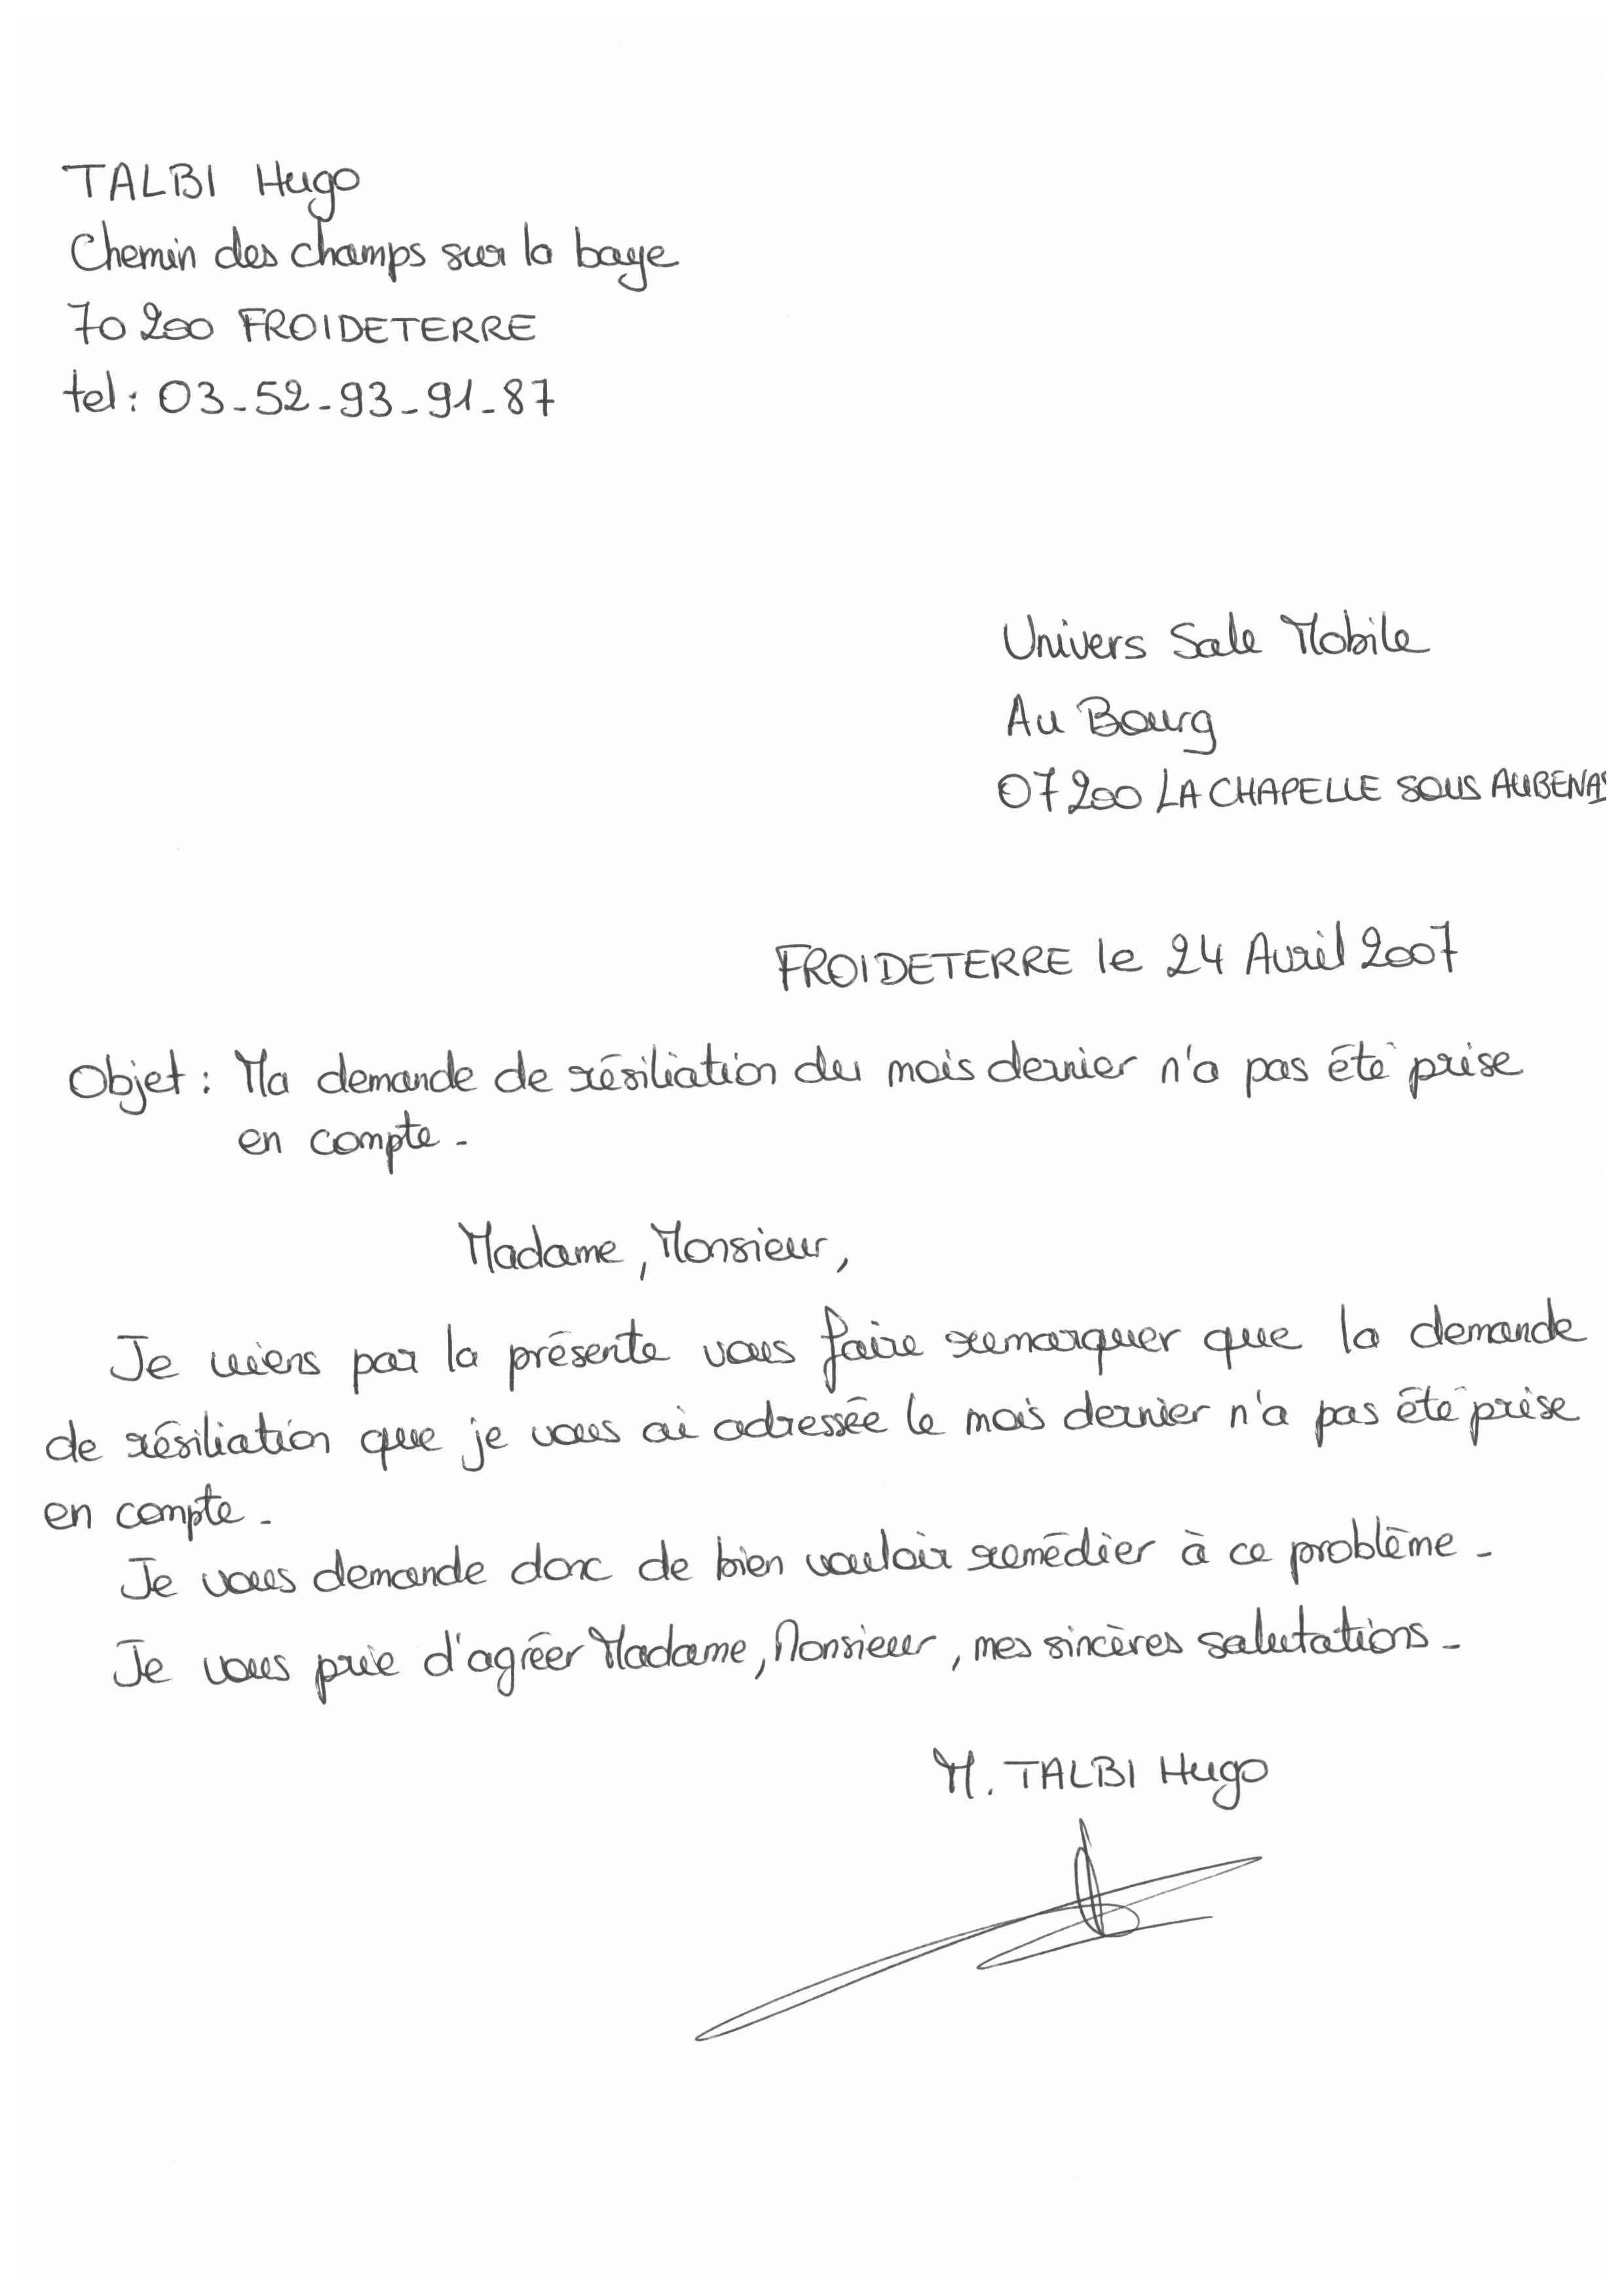 TALBI Hugo
Chemin des champs sur la baye
70 200 FROIDETERRE
tel : 03-52-93-91-87
Univers Sale Mobile
Au Bourg
07200 LA CHAPELLE SOUS AUBENAS
FROIDETERRE le 24 Avril 2007
Objet : Ma demande de résiliation du mois dernier n'a pas été prise
en compte.
Madame, Monsieur,
Je viens par la présente vous faire remarquer que la demande
de résiliation que je vous ai adressée le mois dernier n'a pas été prise
en compte.
Je vous demande donc de bien vouloir remédier à ce problème.
Je vous prie d'agréer Madame, Monsieur, mes sincères salutations.
M. TALBI Hugo